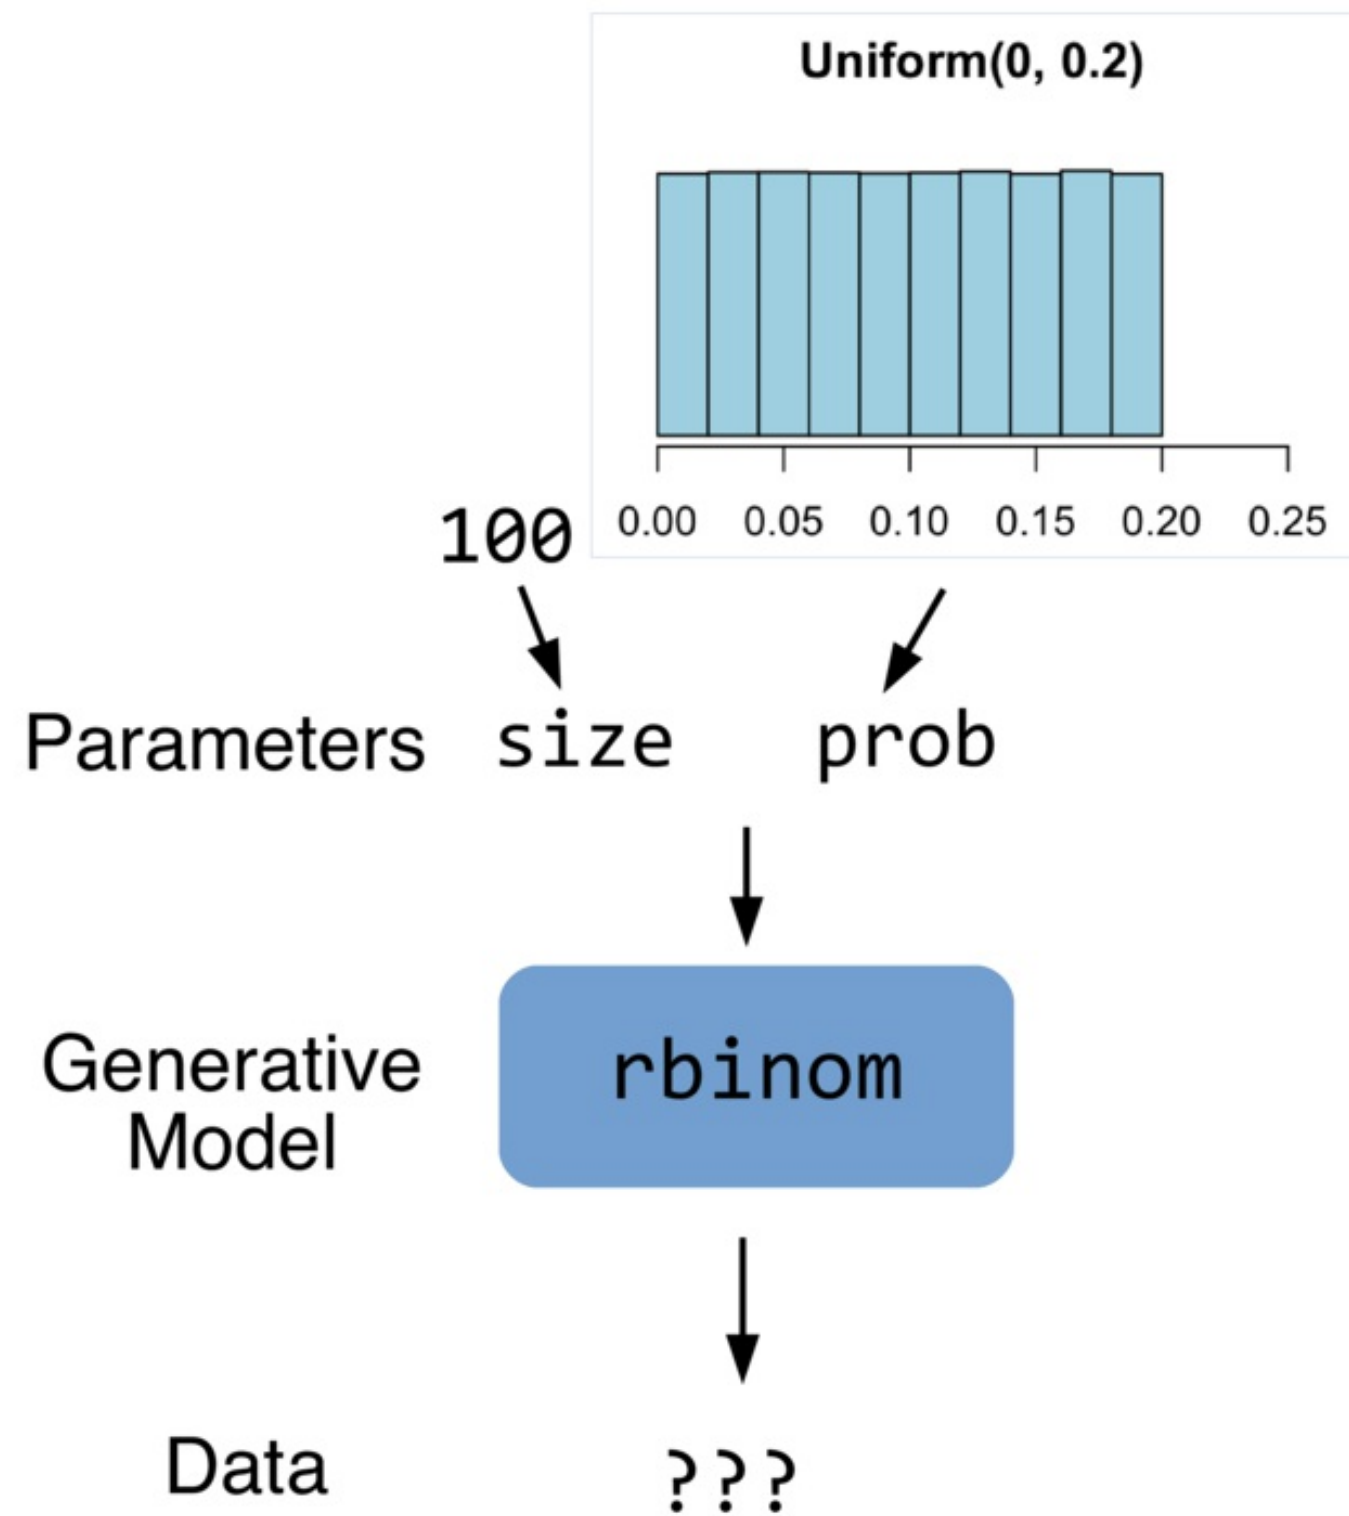 Uniform(0, 0.2)
0.00 0.05 0.10 0.15 0.20 0.25
100
Parameters size prob
Generative
Model
rbinom
Data ???